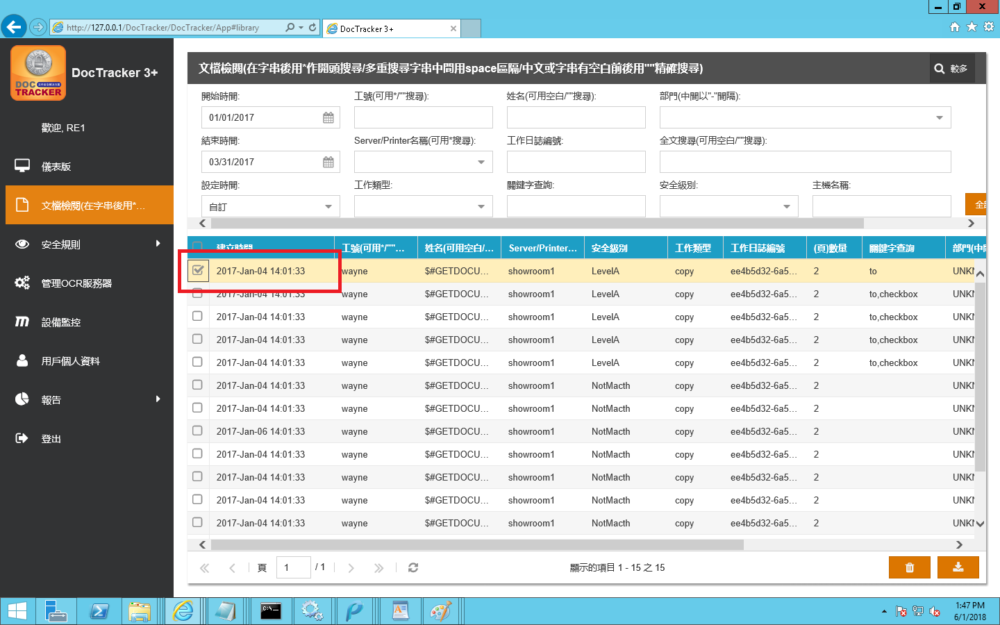 http://127.0.0.1/DocTracker/DocTracker/App#library
DocTracker 3+
DOC
TRACKER
DocTracker 3+
歡迎, RE1
儀表版
文檔檢閱(在字串後用*...
安全規則
管理OCR服務器
設備監控
用戶個人資料
報告
登出
文檔檢閱(在字串後用*作開頭搜尋/多重搜尋字串中間用space區隔/中文或字串有空白前後用""精確搜尋)
較多
開始時間: 工號(可用*/""搜尋): 姓名(可用空白/""搜尋): 部門(中間以"-"間隔):
01/01/2017
結束時間: Server/Printer名稱(可用*搜尋): 工作日誌編號: 全文搜尋(可用空白/""搜尋):
03/31/2017
設定時間: 工作類型: 關鍵字查詢: 安全級別: 主機名稱:
自訂
建立時間 工號(可用*/""... 姓名(可用空白/... Server/Printer... 安全級別 工作類型 工作日誌編號 (頁)數量 關鍵字查詢 部門(中間
2017-Jan-04 14:01:33 wayne $#GETDOCU... showroom1 LevelA copy ee4b5d32-6a5... 2 to UNKN
2017-Jan-04 14:01:33 wayne $#GETDOCU... showroom1 LevelA copy ee4b5d32-6a5... 2 to,checkbox UNKN
2017-Jan-04 14:01:33 wayne $#GETDOCU... showroom1 LevelA copy ee4b5d32-6a5... 2 to,checkbox UNKN
2017-Jan-04 14:01:33 wayne $#GETDOCU... showroom1 LevelA copy ee4b5d32-6a5... 2 to,checkbox UNKN
2017-Jan-04 14:01:33 wayne $#GETDOCU... showroom1 LevelA copy ee4b5d32-6a5... 2 to,checkbox UNKN
2017-Jan-04 14:01:33 wayne $#GETDOCU... showroom1 NotMacth copy ee4b5d32-6a5... 2 UNKN
2017-Jan-04 14:01:33 wayne $#GETDOCU... showroom1 NotMacth copy ee4b5d32-6a5... 2 UNKN
2017-Jan-06 14:01:33 wayne $#GETDOCU... showroom1 NotMacth copy ee4b5d32-6a5... 2 UNKN
2017-Jan-04 14:01:33 wayne $#GETDOCU... showroom1 NotMacth copy ee4b5d32-6a5... 2 UNKN
2017-Jan-04 14:01:33 wayne $#GETDOCU... showroom1 NotMacth copy ee4b5d32-6a5... 2 UNKN
2017-Jan-04 14:01:33 wayne $#GETDOCU... showroom1 NotMacth copy ee4b5d32-6a5... 2 UNKN
2017-Jan-04 14:01:33 wayne $#GETDOCU... showroom1 NotMacth copy ee4b5d32-6a5... 2 UNKN
頁 1 / 1 顯示的項目 1 - 15 之 15
1:47 PM
6/1/2018